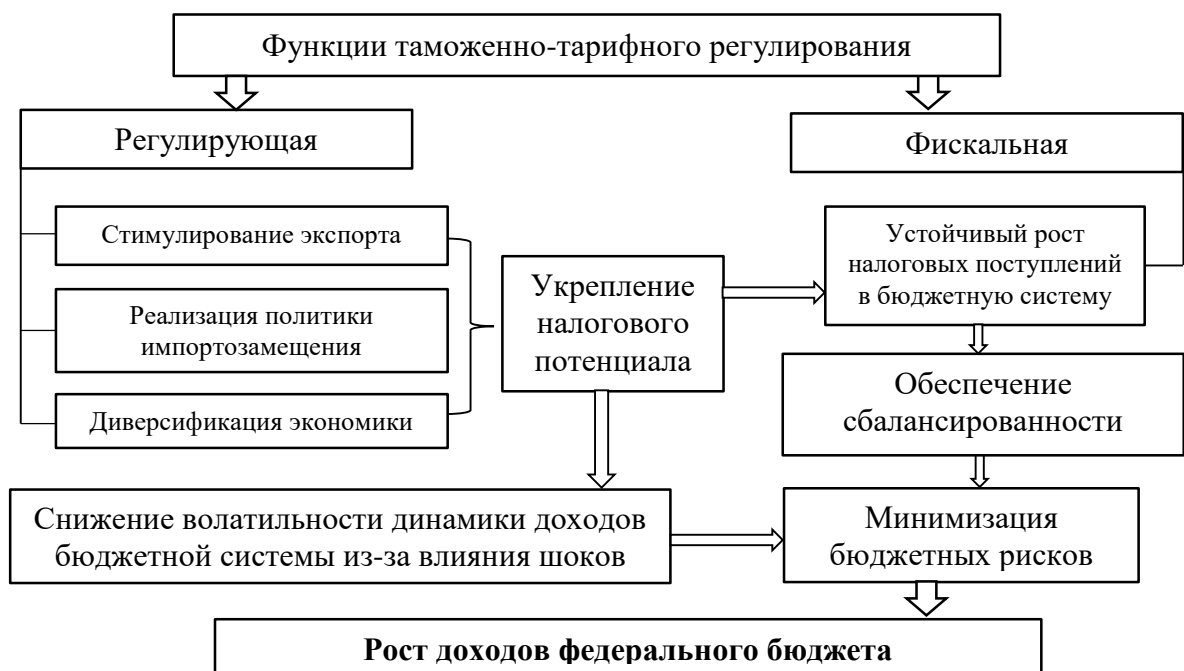 Функции таможенно-тарифного регулирования
Регулирующая
Фискальная
Стимулирование экспорта
Реализация политики
импортозамещения
Диверсификация экономики
Укрепление
налогового
потенциала
Устойчивый рост
налоговых поступлений
в бюджетную систему
Обеспечение
сбалансированности
Снижение волатильности динамики доходов
бюджетной системы из-за влияния шоков
Минимизация
бюджетных рисков
Рост доходов федерального бюджета